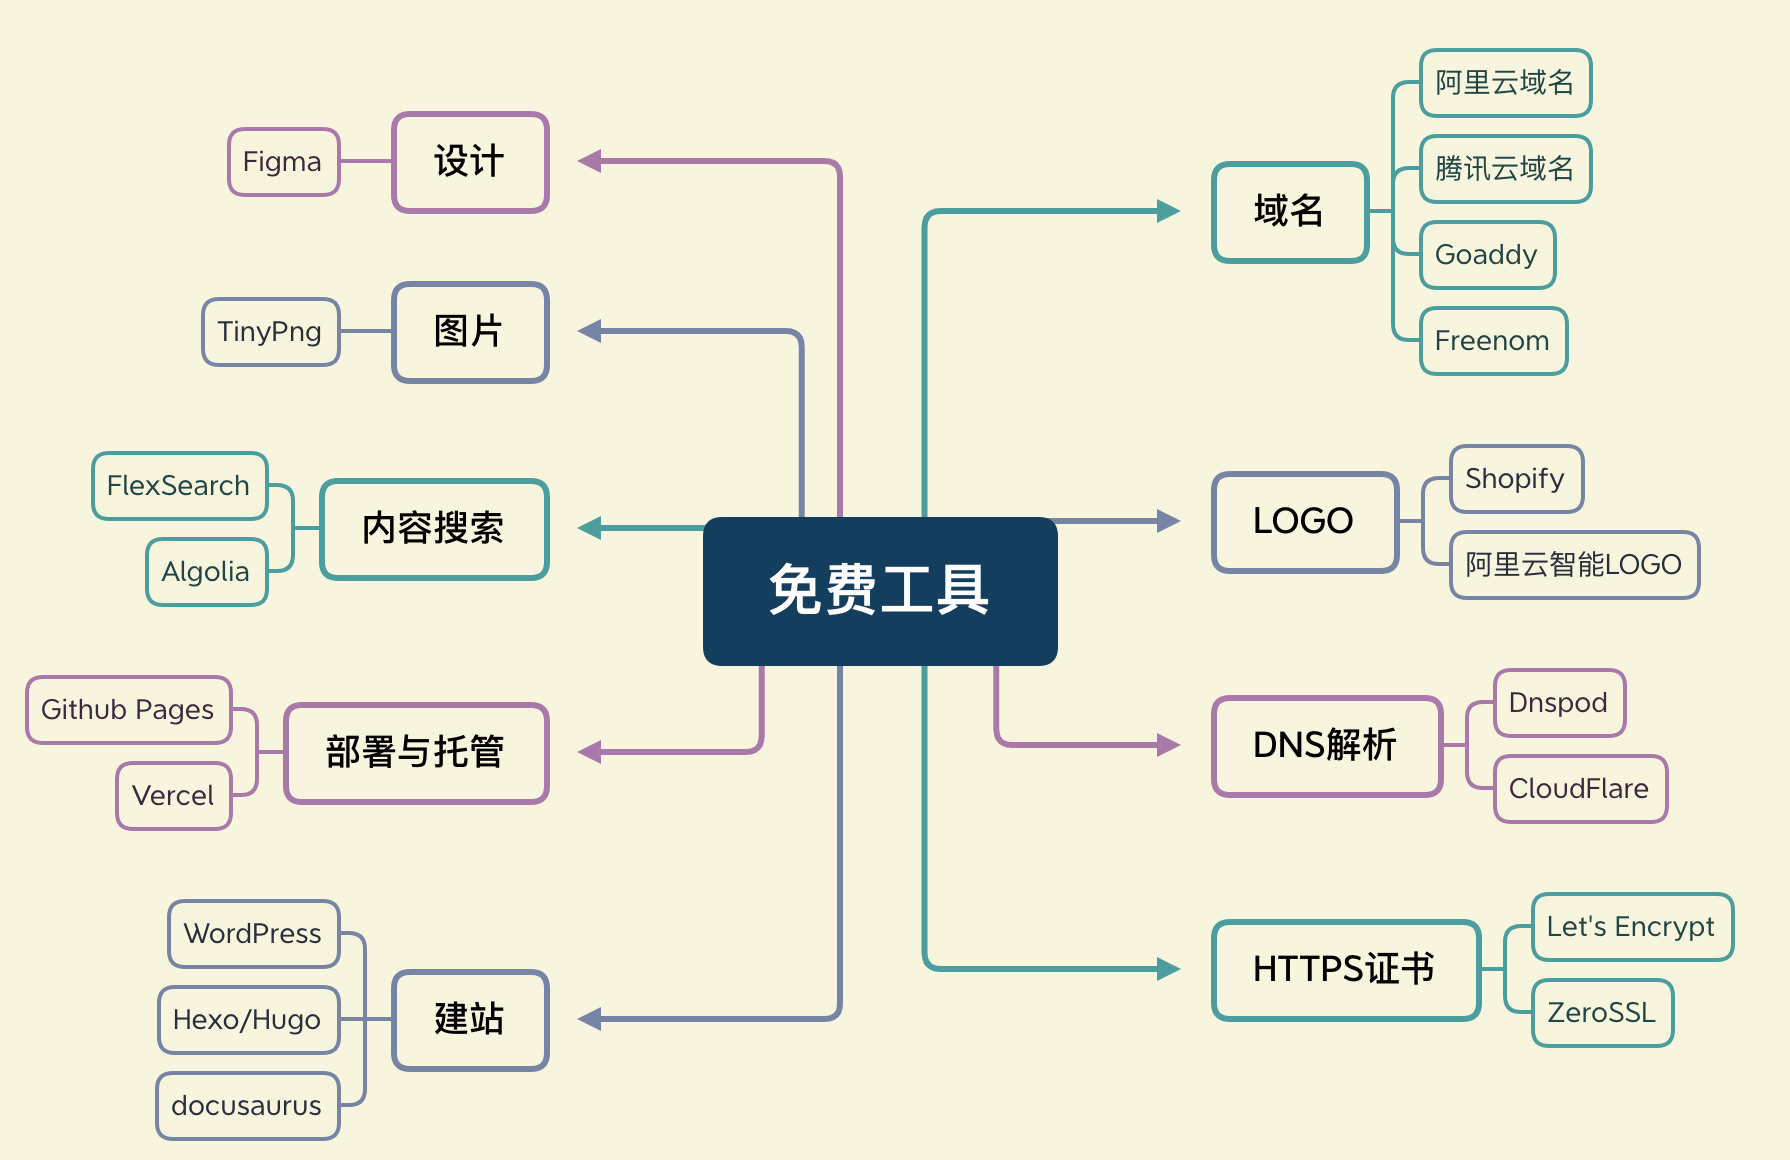 免费工具
设计
Figma
图片
TinyPng
内容搜索
FlexSearch
Algolia
部署与托管
Github Pages
Vercel
建站
WordPress
Hexo/Hugo
docusaurus
域名
阿里云域名
腾讯云域名
Goaddy
Freenom
LOGO
Shopify
阿里云智能LOGO
DNS解析
Dnspod
CloudFlare
HTTPS证书
Let's Encrypt
ZeroSSL